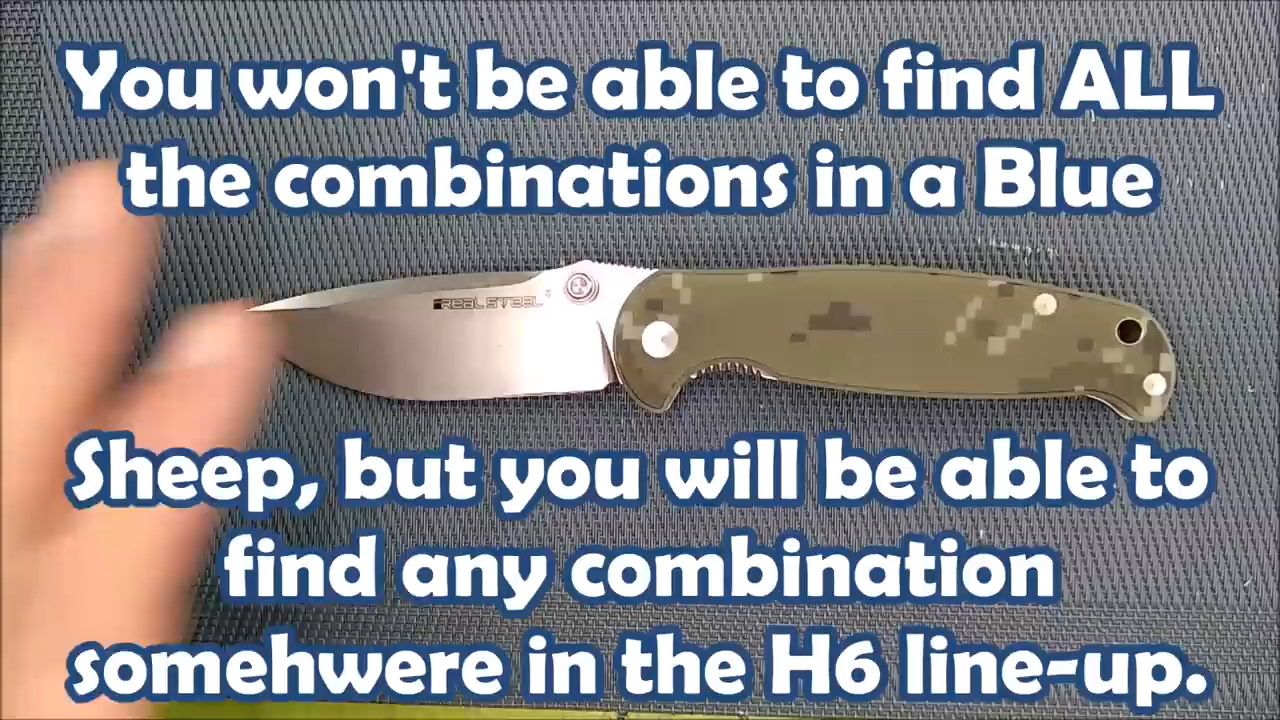 You won't be able to find ALL
the combinations in a Blue
REAL STEEL
Sheep, but you will be able to
find any combination
somehwere in the H6 line-up.